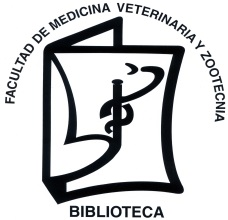 FACULTAD DE MEDICINA VETERINARIA Y ZOOTECNIA
BIBLIOTECA